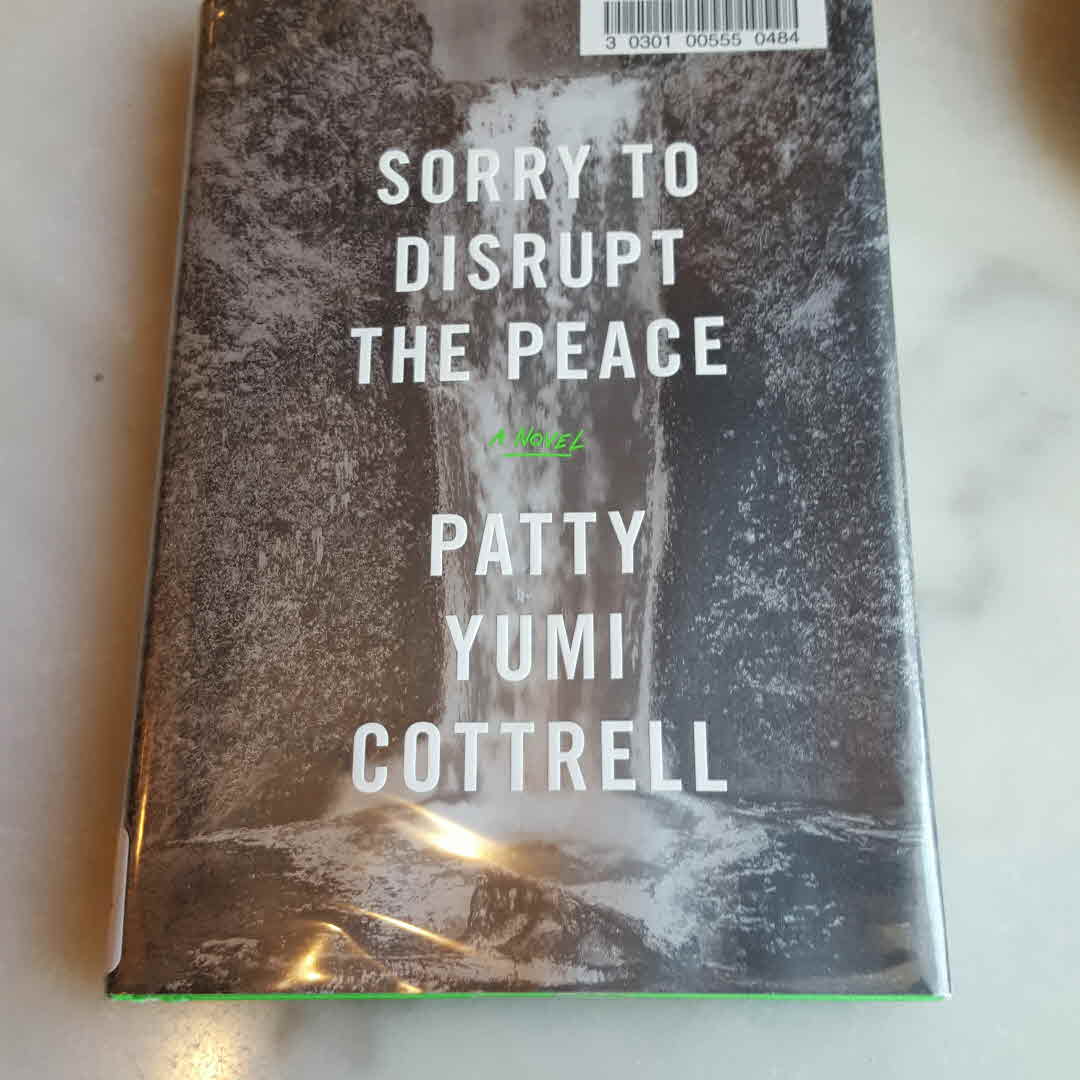 3 0301 00555 0484
SORRY TO
DISRUPT
THE PEACE
A NOVEL
PATTY
YUMI
COTTRELL